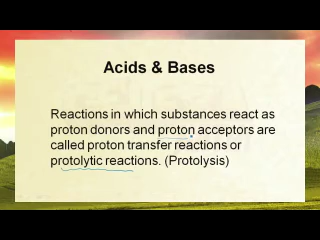 Acids & Bases
Reactions in which substances react as
proton donors and proton acceptors are
called proton transfer reactions or
protolytic reactions. (Protolysis)